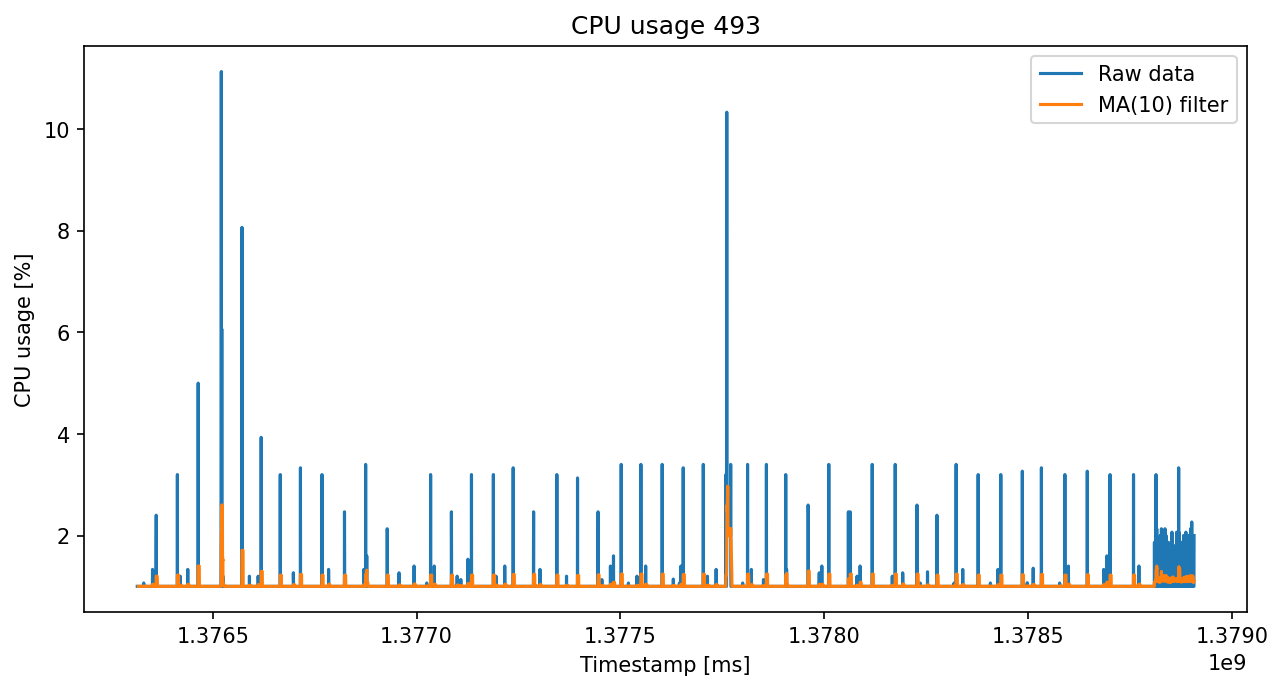 CPU usage 493
Raw data
MA(10) filter
CPU usage [%]
10
8
6
4
2
1.3765 1.3770 1.3775 1.3780 1.3785 1.3790
1e9
Timestamp [ms]